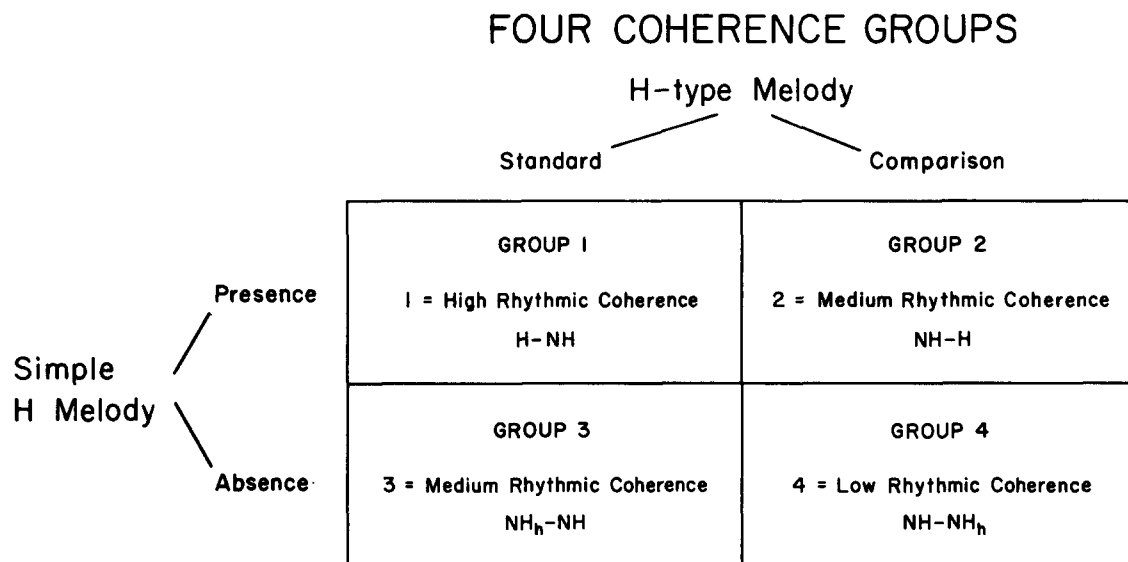 FOUR COHERENCE GROUPS
H-type Melody
Standard
Comparison
Simple
H Melody
Presence
Absence
GROUP 1
1 = High Rhythmic Coherence
H-NH
GROUP 2
2 = Medium Rhythmic Coherence
NH-H
GROUP 3
3 = Medium Rhythmic Coherence
NHh-NH
GROUP 4
4 = Low Rhythmic Coherence
NH-NHh